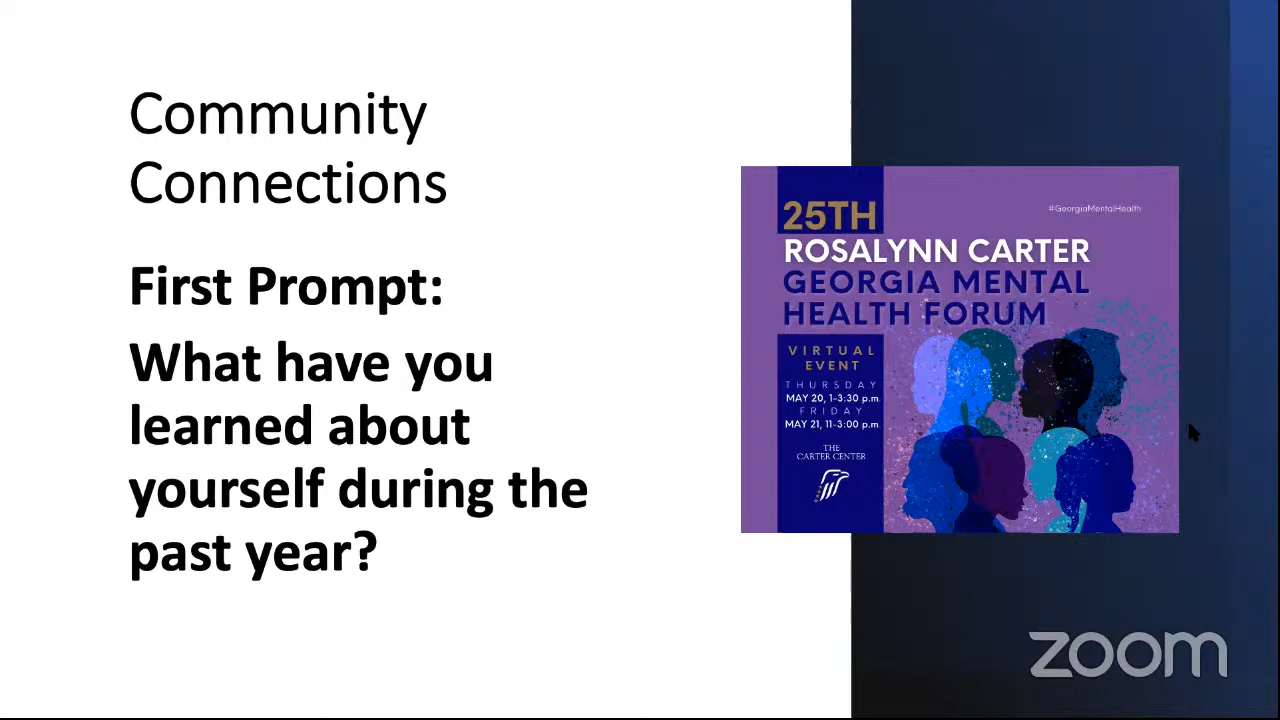 Community
Connections
First Prompt:
What have you
learned about
yourself during the
past year?
25TH
#GeorgiaMentalHealth
ROSALYNN CARTER
GEORGIA MENTAL
HEALTH FORUM
VIRTUAL
EVENT
THURSDAY
MAY 20, 1-3:30 p.m.
FRIDAY
MAY 21, 11-3:00 p.m.
THE
CARTER CENTER
zoom